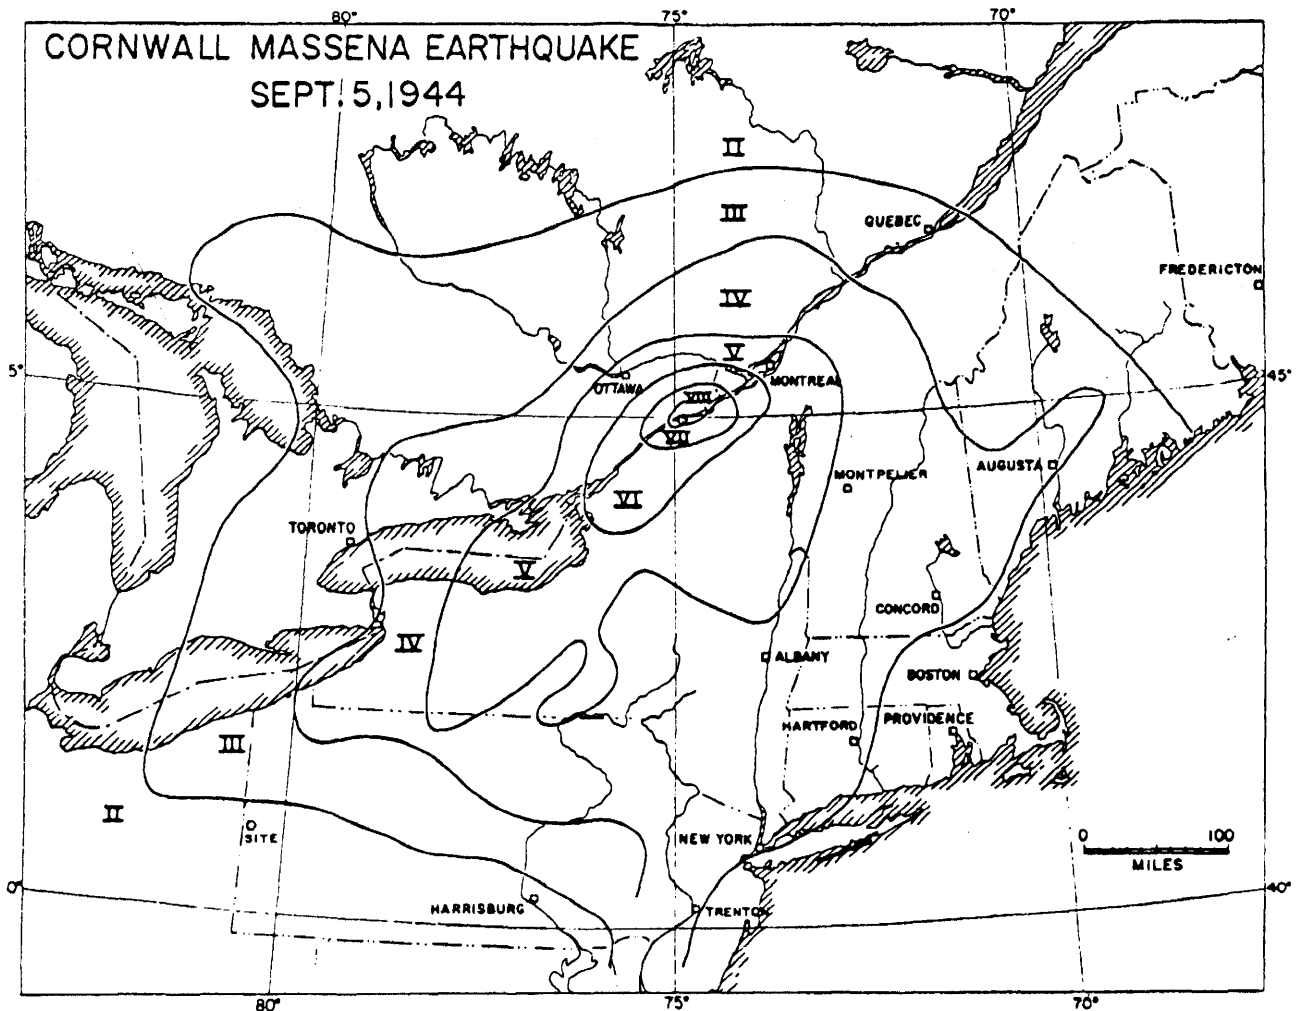 80°
75°
70°
CORNWALL MASSENA EARTHQUAKE
SEPT. 5, 1944
II
III
QUEBEC
FREDERICTON
IV
V
5°
OTTAWA
MONTREAL
45°
VIII
VII
AUGUSTA
MONTPELIER
VI
TORONTO
V
CONCORD
IV
ALBANY
BOSTON
HARTFORD
PROVIDENCE
III
II
SITE
NEW YORK
0 100
MILES
0°
40°
HARRISBURG
TRENTON
80°
75°
70°